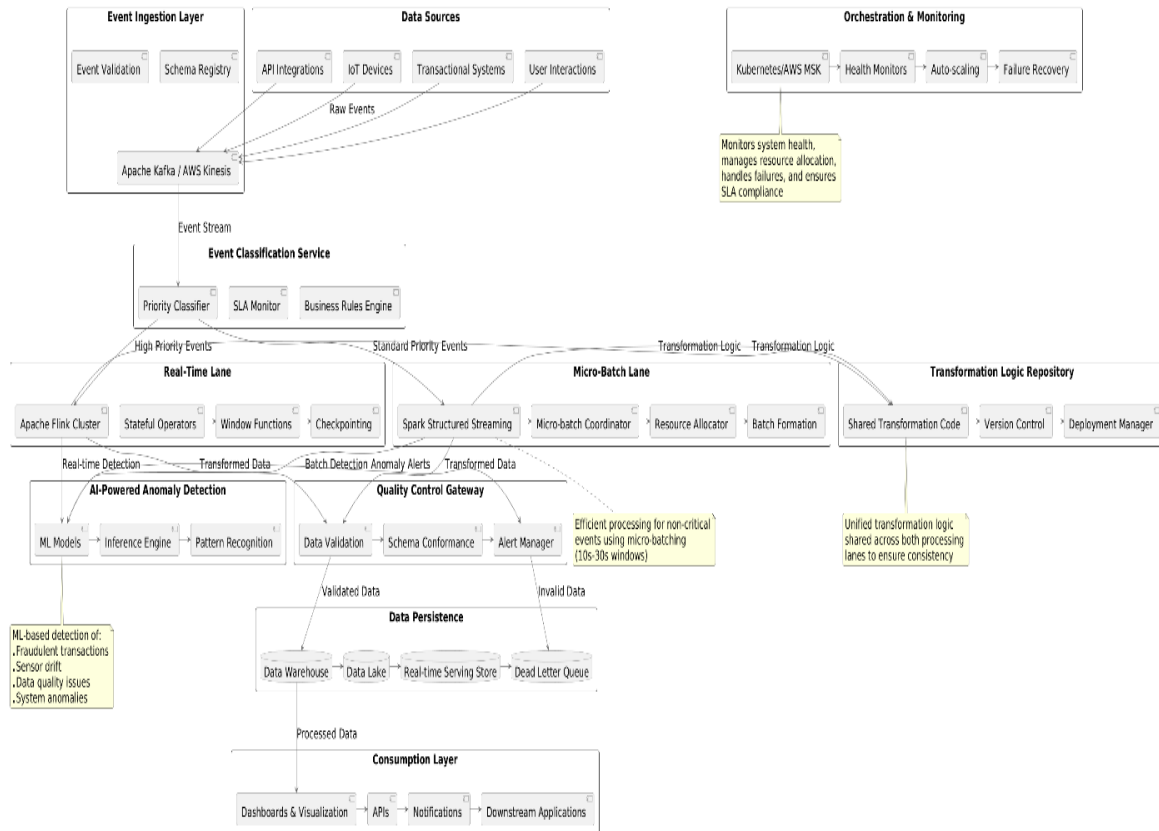 Event Ingestion Layer
Data Sources
Orchestration & Monitoring
Event Validation
Schema Registry
API Integrations
IoT Devices
Transactional Systems
User Interactions
Kubernetes/AWS MSK
Health Monitors
Auto-scaling
Failure Recovery
Raw Events
Apache Kafka / AWS Kinesis
Monitors system health,
manages resource allocation,
handles failures, and ensures
SLA compliance
Event Stream
Event Classification Service
Priority Classifier
SLA Monitor
Business Rules Engine
High Priority Events
Standard Priority Events
Transformation Logic
Transformation Logic
Real-Time Lane
Micro-Batch Lane
Transformation Logic Repository
Apache Flink Cluster
Stateful Operators
Window Functions
Checkpointing
Spark Structured Streaming
Micro-batch Coordinator
Resource Allocator
Batch Formation
Shared Transformation Code
Version Control
Deployment Manager
Real-time Detection
Transformed Data
Batch Detection
Anomaly Alerts
Transformed Data
AI-Powered Anomaly Detection
Quality Control Gateway
ML Models
Inference Engine
Pattern Recognition
Data Validation
Schema Conformance
Alert Manager
Efficient processing for non-critical
events using micro-batching
(10s-30s windows)
Unified transformation logic
shared across both processing
lanes to ensure consistency
Validated Data
Invalid Data
Data Persistence
ML-based detection of:
.Fraudulent transactions
.Sensor drift
.Data quality issues
.System anomalies
Data Warehouse
Data Lake
Real-time Serving Store
Dead Letter Queue
Processed Data
Consumption Layer
Dashboards & Visualization
APIs
Notifications
Downstream Applications